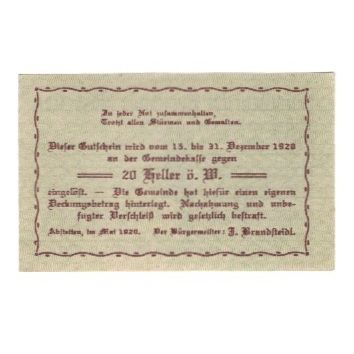 In jeder Not zusammenhalten,
Trotzt allen Stürmen und Gewalten.
Dieser Gutschein wird vom 15. bis 31. Dezember 1920
an der Gemeindekasse gegen
20 Heller ö. W.
eingelöst. — Die Gemeinde hat hiefür einen eigenen
Deckungsbetrag hinterlegt. Nachahmung und unbe-
fugter Verschleiß wird gesetzlich bestraft.
Abstetten, im Mai 1920. Der Bürgermeister: J. Brandsteidl.